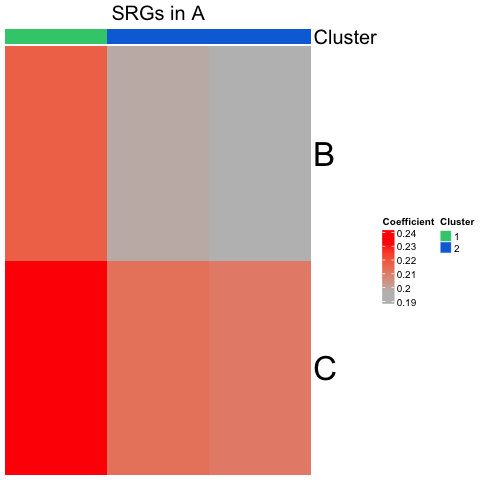 SRGs in A
Cluster
B
C
Coefficient
0.24
0.23
0.22
0.21
0.2
0.19
Cluster
1
2